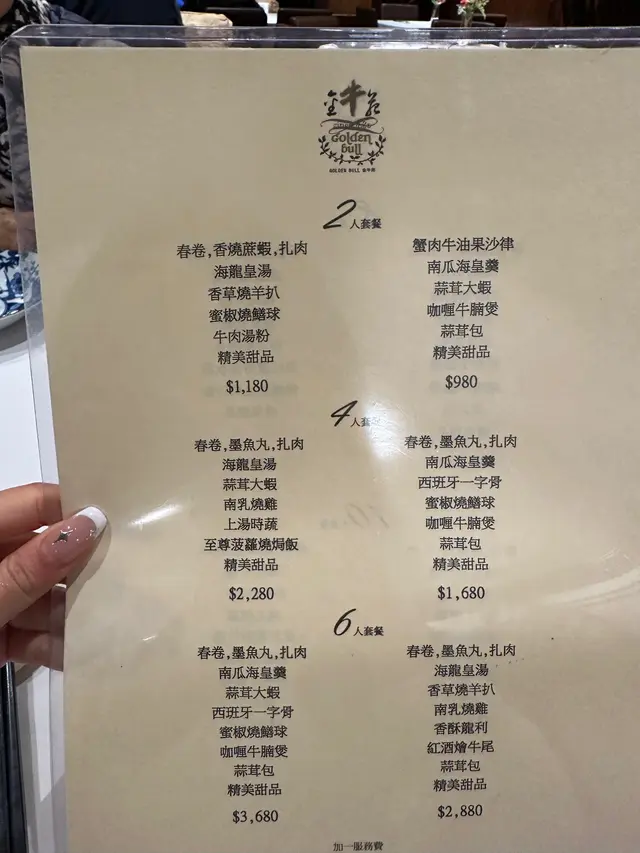 金牛苑
Golden
Bull
GOLDEN BULL 金牛苑
2人套餐
春卷,香燒蔗蝦,扎肉
海龍皇湯
香草燒羊扒
蜜椒燒鱔球
牛肉湯粉
精美甜品
$1,180
蟹肉牛油果沙律
南瓜海皇羹
蒜茸大蝦
咖喱牛腩煲
蒜茸包
精美甜品
$980
4人套餐
春卷,墨魚丸,扎肉
海龍皇湯
蒜茸大蝦
南乳燒雞
上湯時蔬
至尊菠蘿燒焗飯
精美甜品
$2,280
春卷,墨魚丸,扎肉
南瓜海皇羹
西班牙一字骨
蜜椒燒鱔球
咖喱牛腩煲
蒜茸包
精美甜品
$1,680
6人套餐
春卷,墨魚丸,扎肉
南瓜海皇羹
蒜茸大蝦
西班牙一字骨
蜜椒燒鱔球
咖喱牛腩煲
蒜茸包
精美甜品
$3,680
春卷,墨魚丸,扎肉
海龍皇湯
香草燒羊扒
南乳燒雞
香酥龍利
紅酒燴牛尾
蒜茸包
精美甜品
$2,880
加一服務費